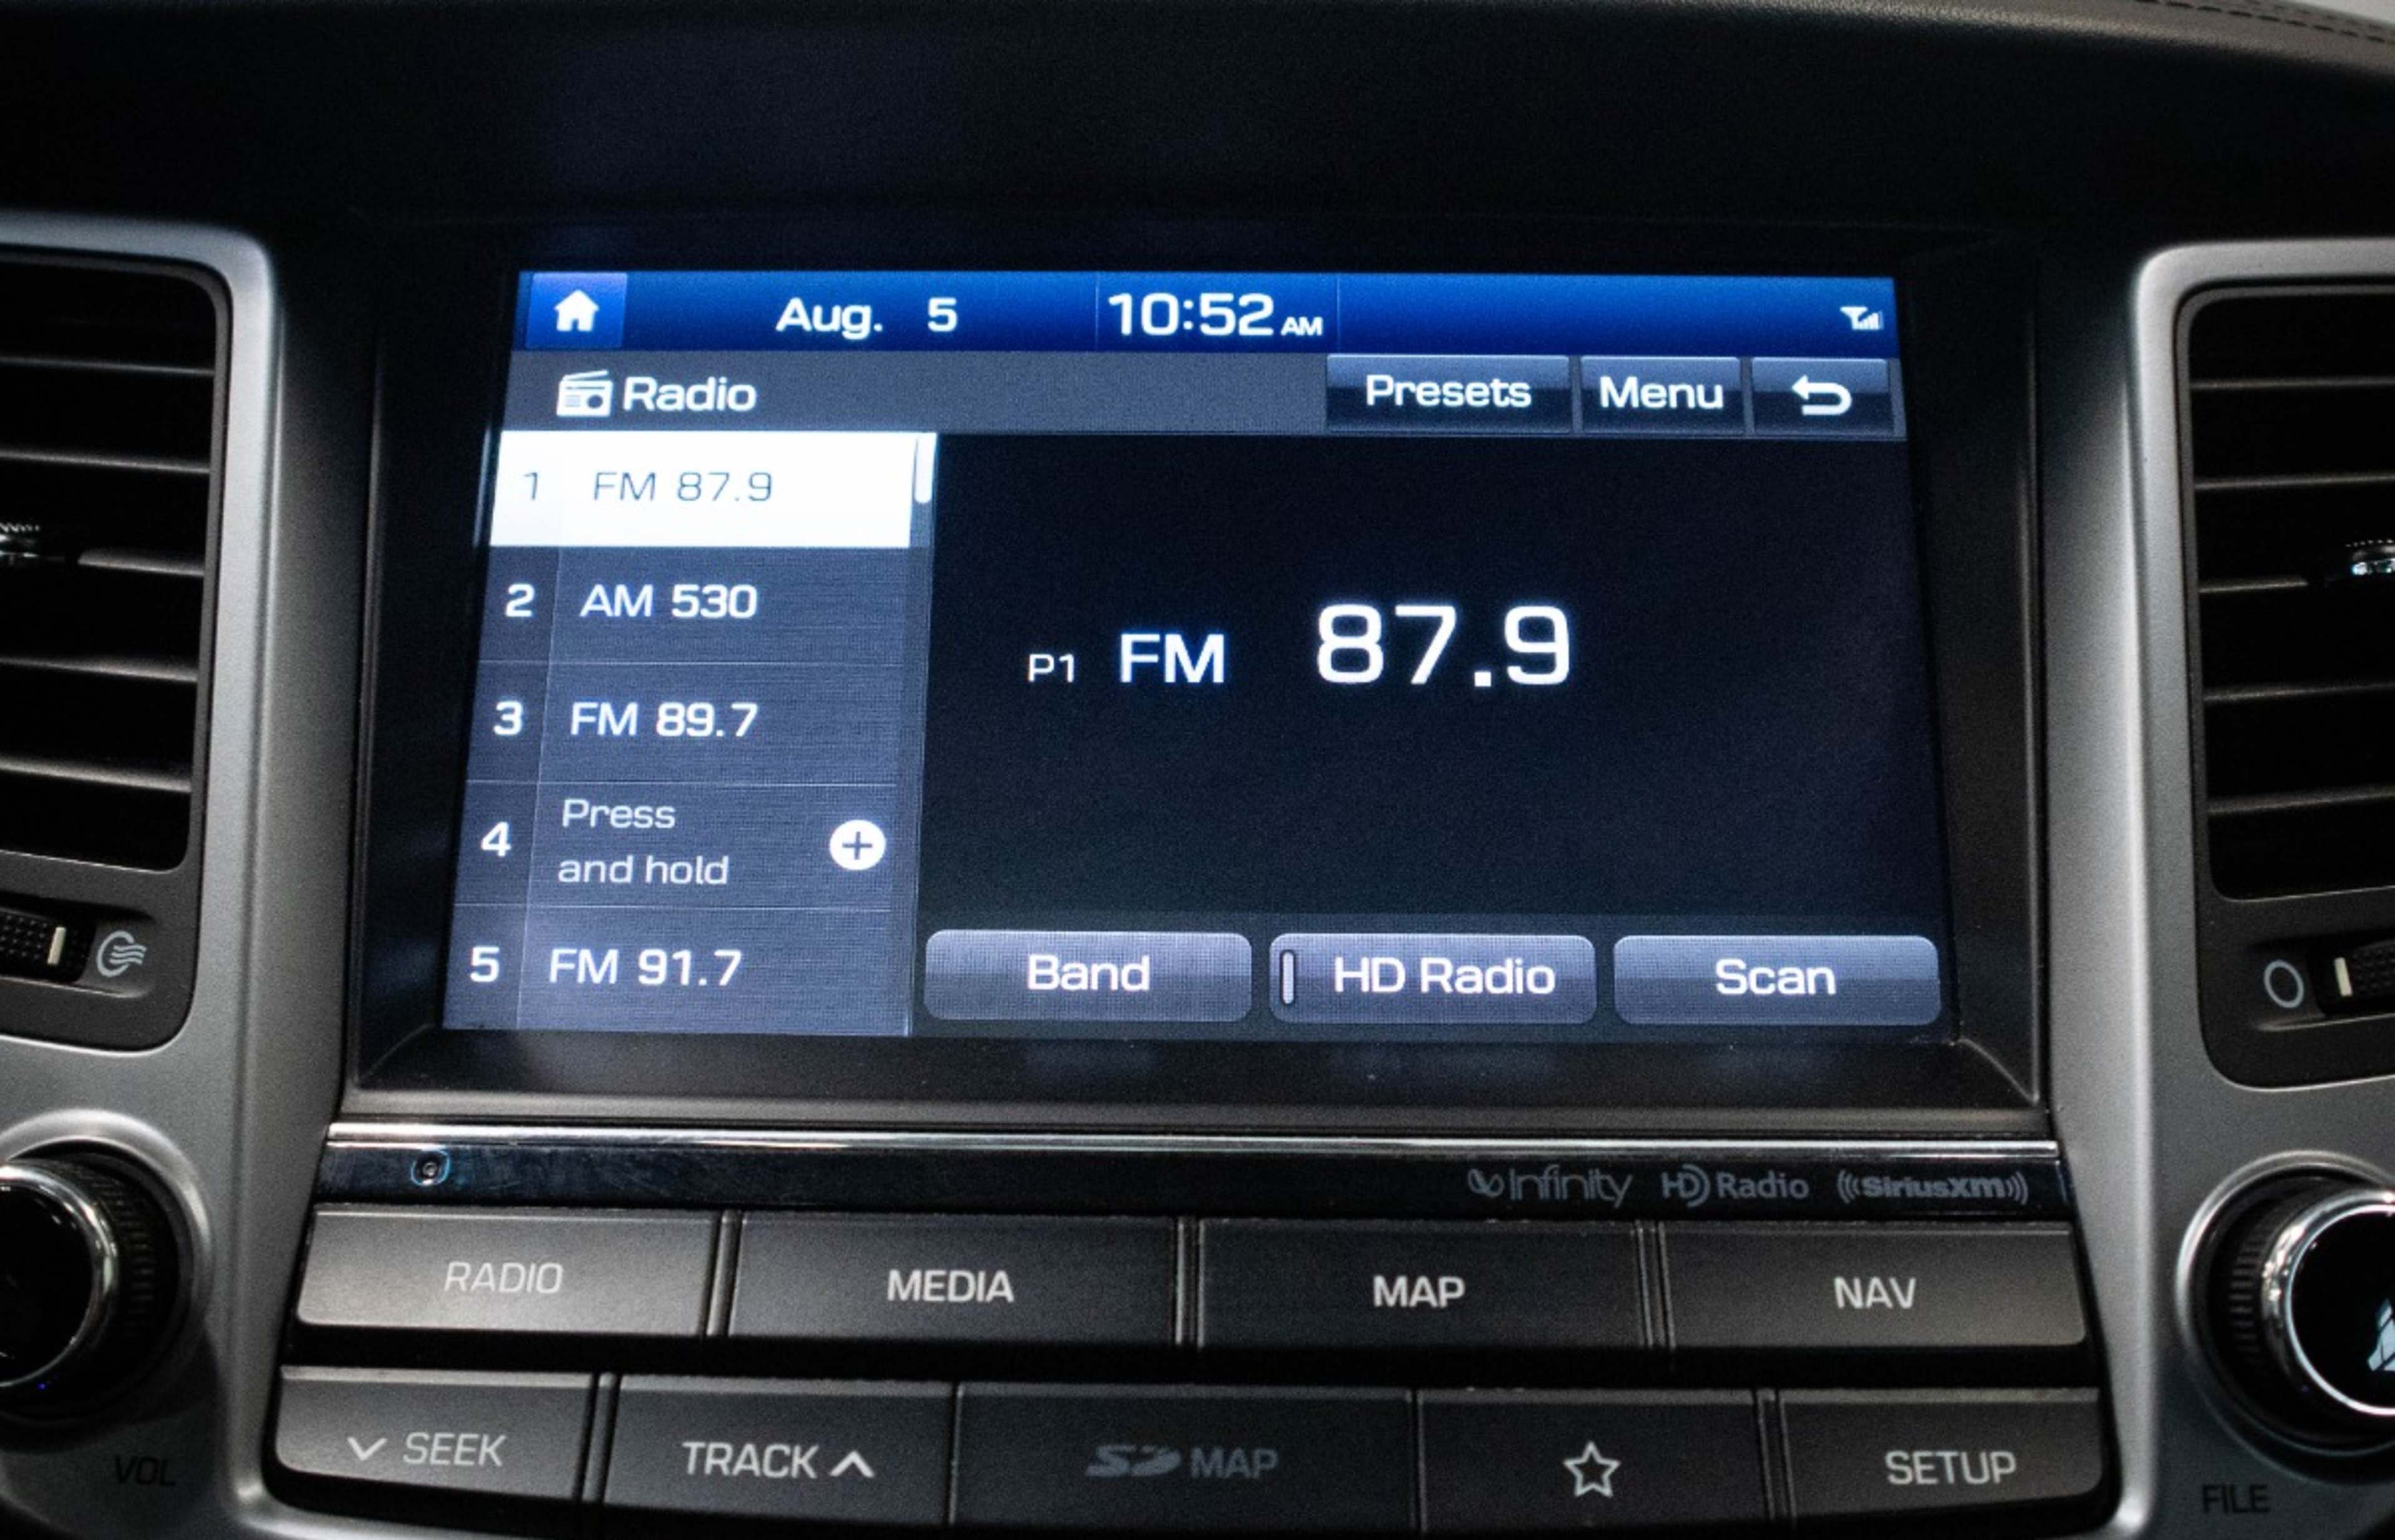 Aug. 5 10:52 AM
Radio Presets Menu
1 FM 87.9
2 AM 530
3 FM 89.7
4 Press
and hold
5 FM 91.7
P1 FM 87.9
Band HD Radio Scan
Infinity HD Radio SiriusXM
RADIO MEDIA MAP NAV
SEEK TRACK SD MAP SETUP
VOL FILE